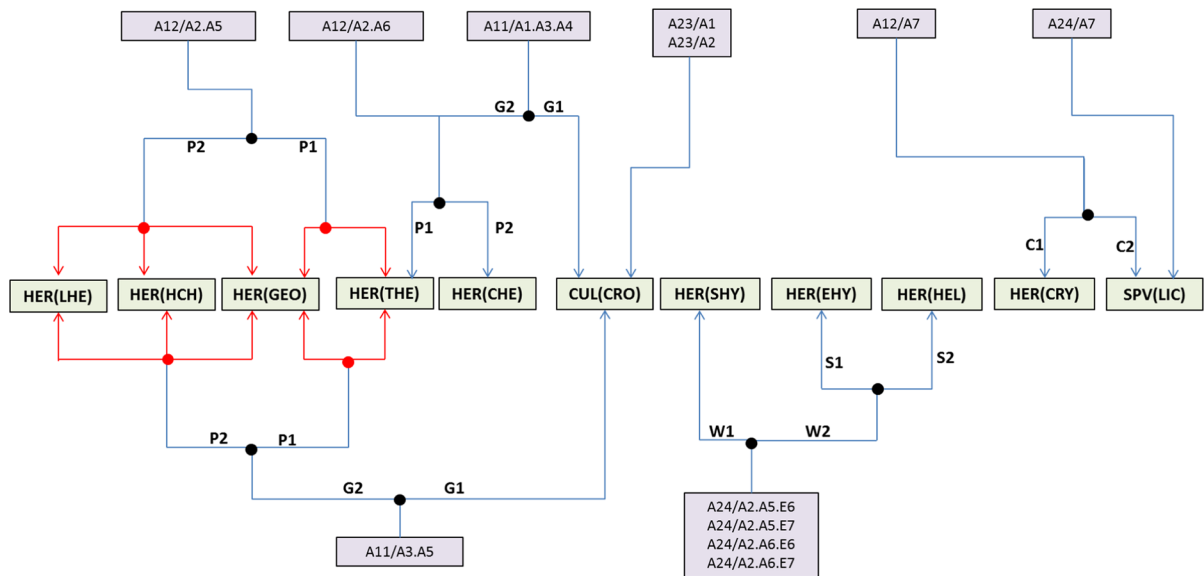 A12/A2.A5
A12/A2.A6
A11/A1.A3.A4
A23/A1
A23/A2
A12/A7
A24/A7
G2
G1
P2
P1
P1
P2
C1
C2
HER(LHE)
HER(HCH)
HER(GEO)
HER(THE)
HER(CHE)
CUL(CRO)
HER(SHY)
HER(EHY)
HER(HEL)
HER(CRY)
SPV(LIC)
S1
S2
P2
P1
W1
W2
G2
G1
A11/A3.A5
A24/A2.A5.E6
A24/A2.A5.E7
A24/A2.A6.E6
A24/A2.A6.E7